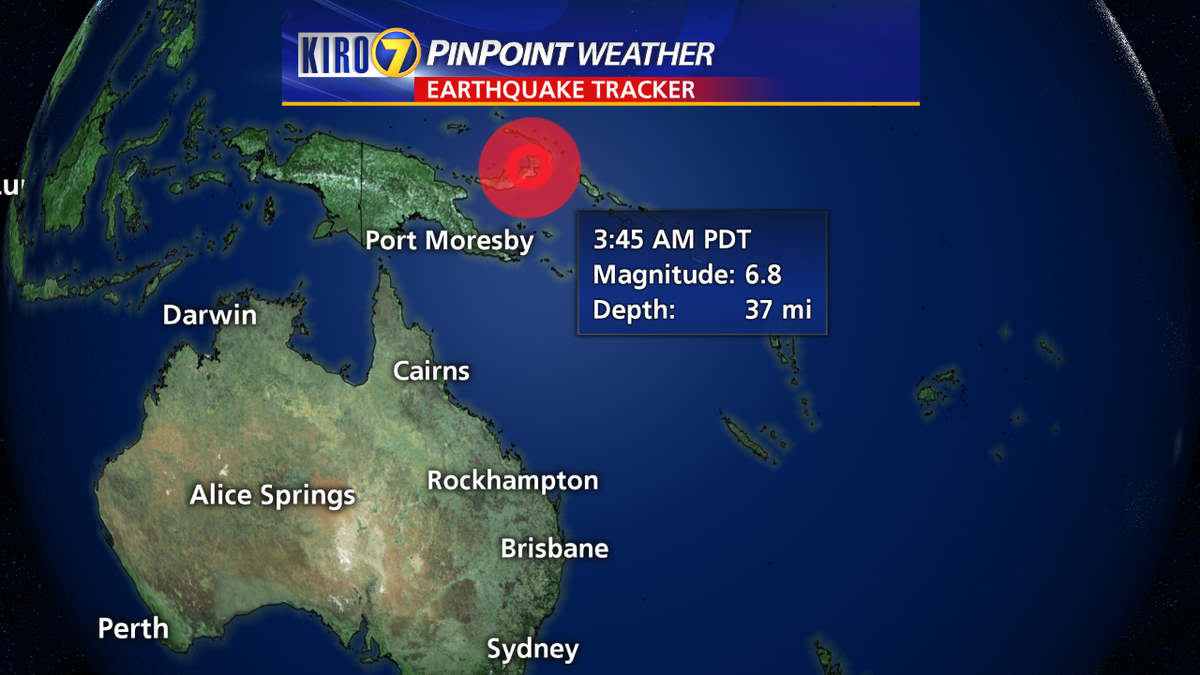 KIRO 7 PINPOINT WEATHER
EARTHQUAKE TRACKER
Port Moresby
3:45 AM PDT
Magnitude: 6.8
Depth: 37 mi
Darwin
Cairns
Rockhampton
Alice Springs
Brisbane
Perth
Sydney